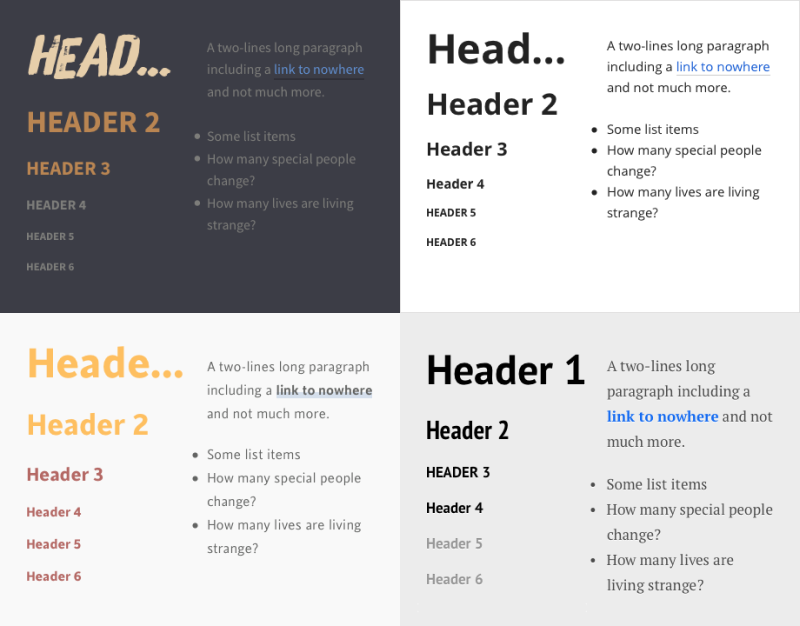 HEAD...
HEADER 2
HEADER 3
HEADER 4
HEADER 5
HEADER 6
A two-lines long paragraph
including a link to nowhere
and not much more.
• Some list items
• How many special people
change?
• How many lives are living
strange?
Head...
Header 2
Header 3
Header 4
HEADER 5
HEADER 6
A two-lines long paragraph
including a link to nowhere
and not much more.
• Some list items
• How many special people
change?
• How many lives are living
strange?
Heade...
Header 2
Header 3
Header 4
Header 5
Header 6
A two-lines long paragraph
including a link to nowhere
and not much more.
• Some list items
• How many special people
change?
• How many lives are living
strange?
Header 1
Header 2
HEADER 3
Header 4
Header 5
Header 6
A two-lines long
paragraph including a
link to nowhere and not
much more.
• Some list items
• How many special people
change?
• How many lives are
living strange?